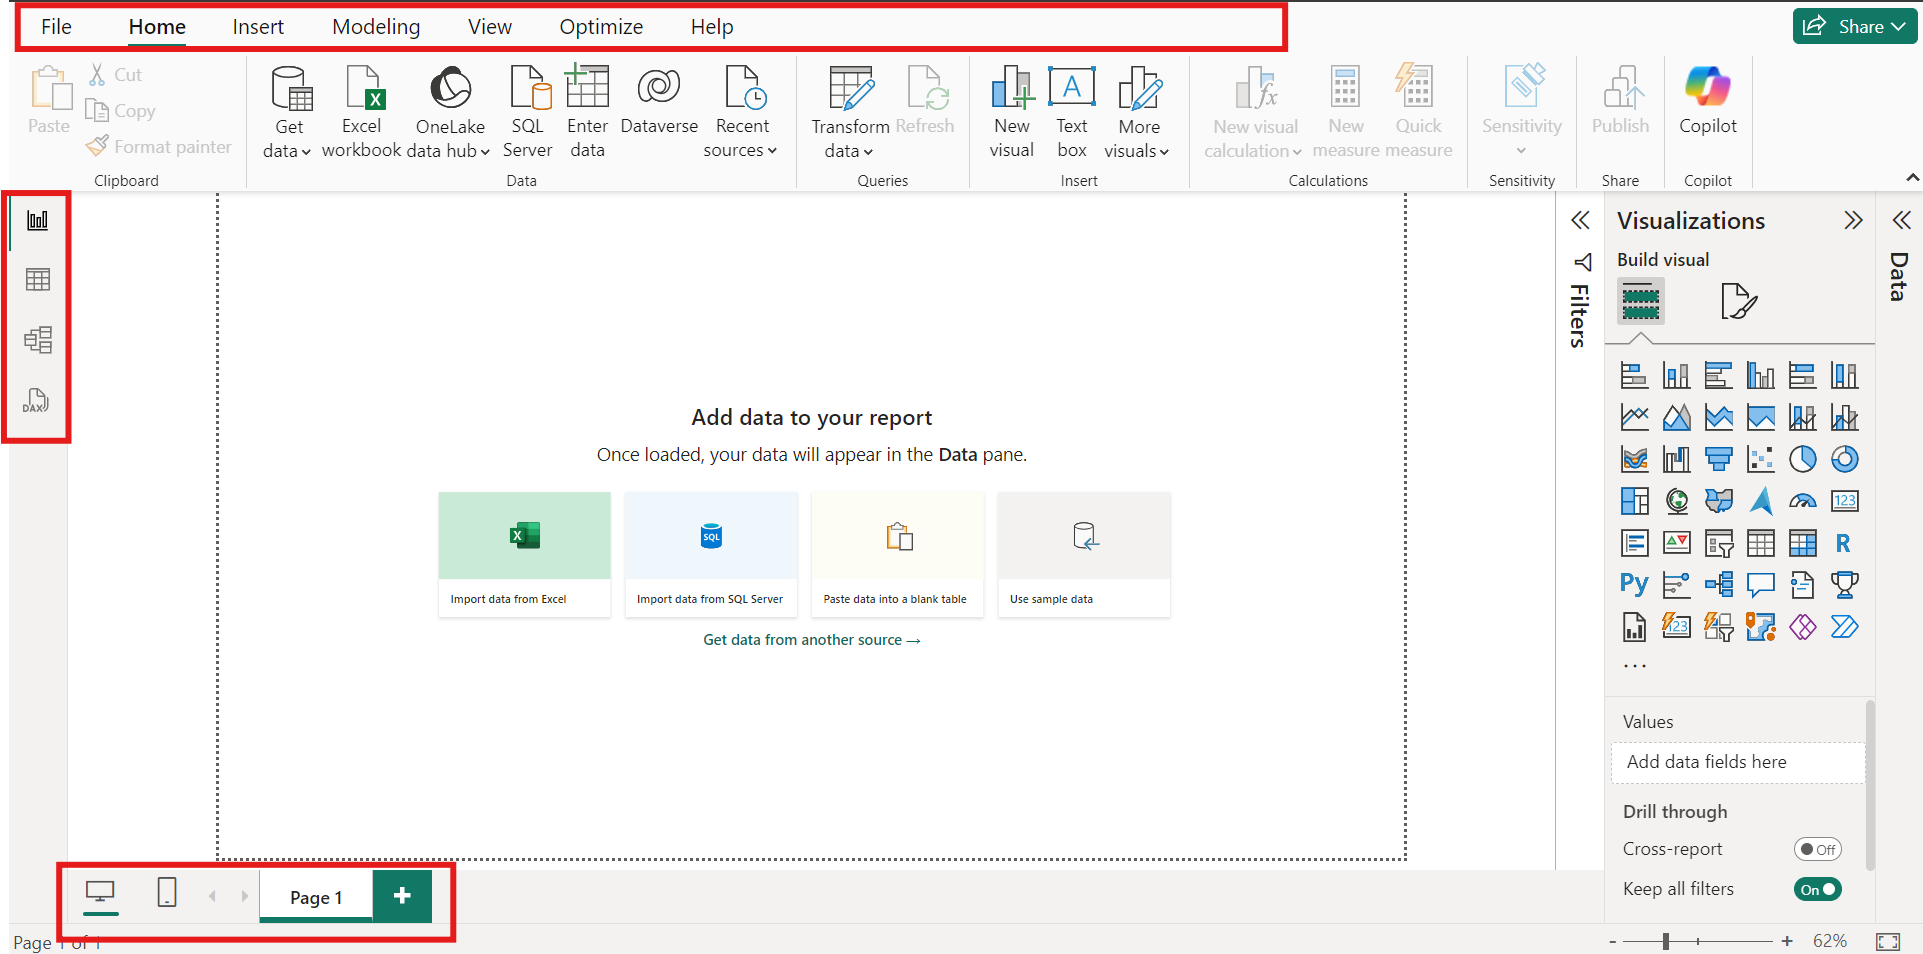 File Home Insert Modeling View Optimize Help
Share
Paste
Cut
Copy
Format painter
Clipboard
Get data
Excel workbook
OneLake data hub
SQL Server
Enter data
Dataverse
Recent sources
Data
Transform data
Refresh
Queries
New visual
Text box
More visuals
Insert
New visual calculation
New measure
Quick measure
Calculations
Sensitivity
Sensitivity
Publish
Share
Copilot
Copilot
DAX
Add data to your report
Once loaded, your data will appear in the Data pane.
X
SQL
Import data from Excel
Import data from SQL Server
Paste data into a blank table
Use sample data
Get data from another source →
Filters
Visualizations
Build visual
123
R
Py
123
...
Values
Add data fields here
Drill through
Cross-report
Off
Keep all filters
On
Data
Page 1
+
Page 1 of 1
- + 62%